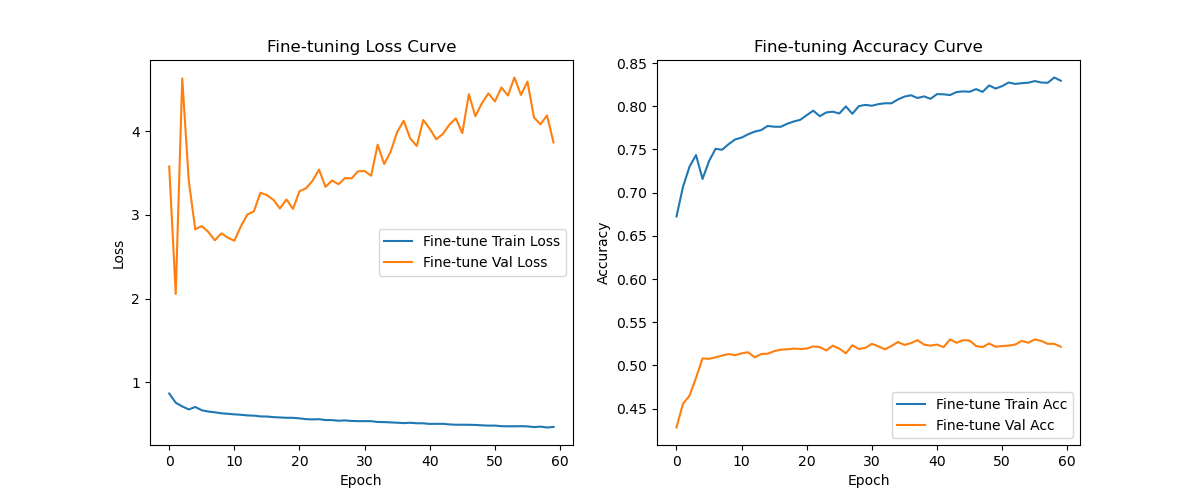 Fine-tuning Loss Curve
Loss
4
3
2
1
0
10
20
30
40
50
60
Epoch
Fine-tune Train Loss
Fine-tune Val Loss
Fine-tuning Accuracy Curve
Accuracy
0.85
0.80
0.75
0.70
0.65
0.60
0.55
0.50
0.45
0
10
20
30
40
50
60
Epoch
Fine-tune Train Acc
Fine-tune Val Acc